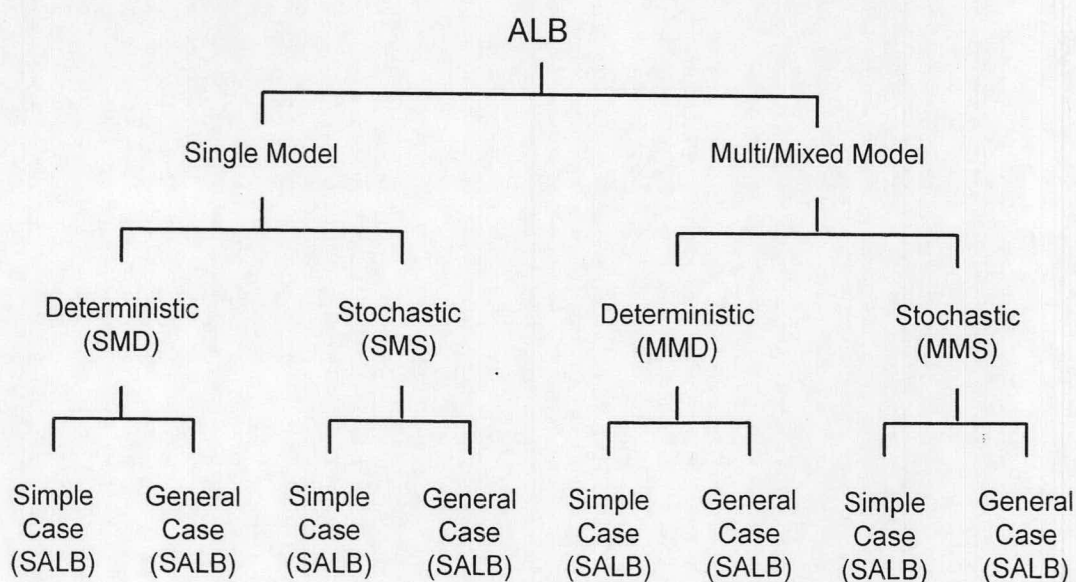 ALB
Single Model
Multi/Mixed Model
Deterministic
(SMD)
Stochastic
(SMS)
Deterministic
(MMD)
Stochastic
(MMS)
Simple
Case
(SALB)
General
Case
(SALB)
Simple
Case
(SALB)
General
Case
(SALB)
Simple
Case
(SALB)
General
Case
(SALB)
Simple
Case
(SALB)
General
Case
(SALB)